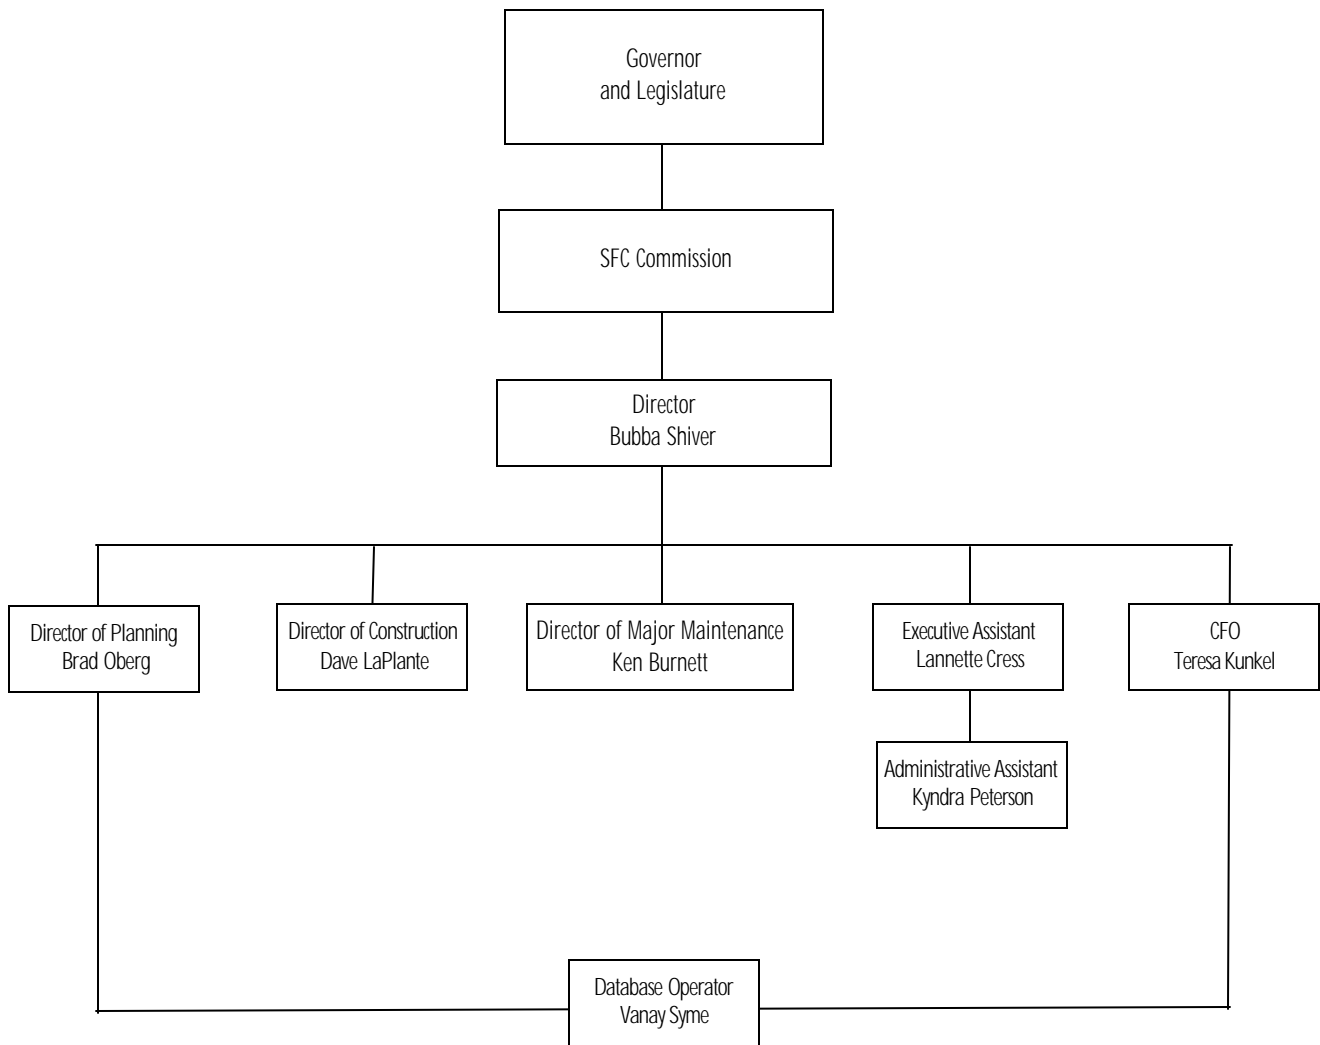 Governor
and Legislature
SFC Commission
Director
Bubba Shiver
Director of Planning
Brad Oberg
Director of Construction
Dave LaPlante
Director of Major Maintenance
Ken Burnett
Executive Assistant
Lannette Cress
CFO
Teresa Kunkel
Administrative Assistant
Kyndra Peterson
Database Operator
Vanay Syme